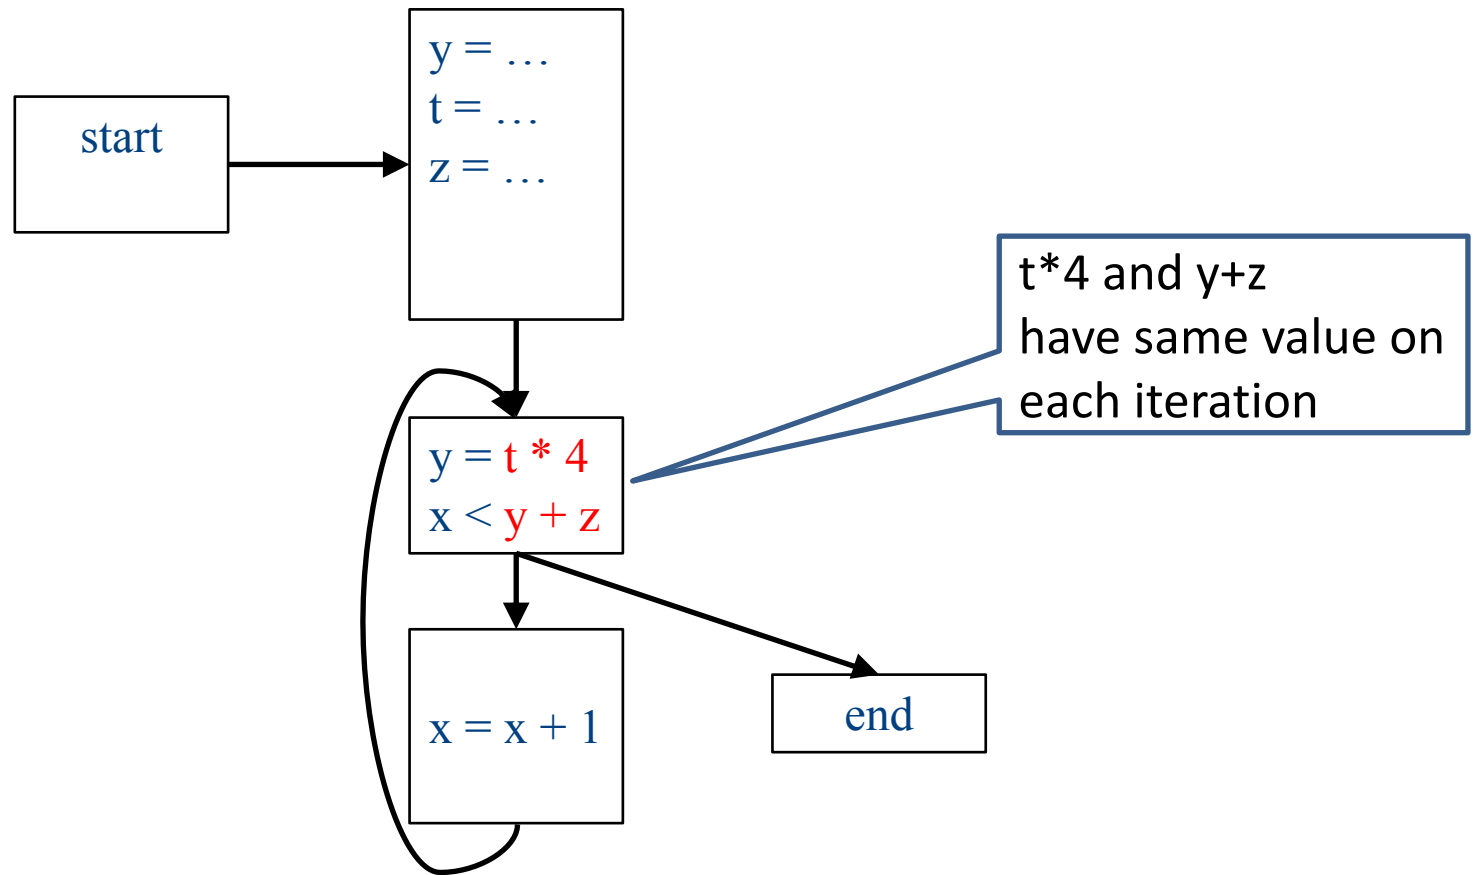 start
y = …
t = …
z = …
t*4 and y+z
have same value on
each iteration
y = t * 4
x < y + z
x = x + 1
end